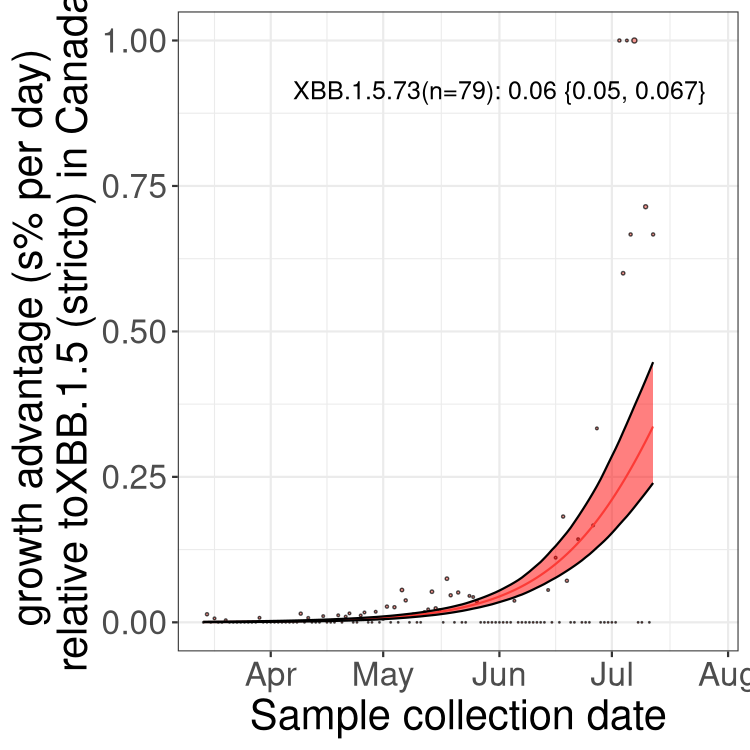 growth advantage (s% per day)
relative toXBB.1.5 (stricto) in Canada
1.00
0.75
0.50
0.25
0.00
XBB.1.5.73(n=79): 0.06 {0.05, 0.067}
Apr May Jun Jul Aug
Sample collection date